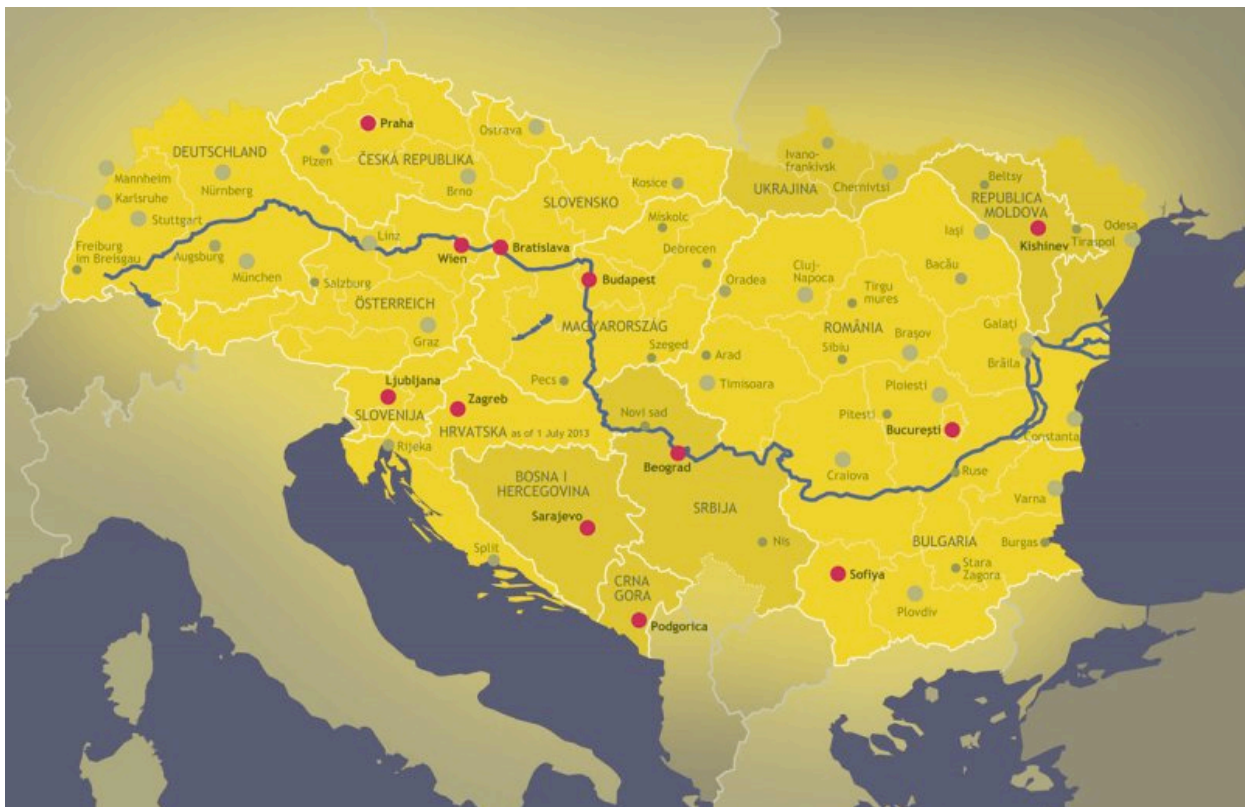 Praha
Ostrava
Plzen
DEUTSCHLAND
ČESKÁ REPUBLIKA
Mannheim
Nürnberg
Brno
Karlsruhe
Stuttgart
Freiburg
im Breisgau
Augsburg
München
Linz
Wien
Bratislava
Salzburg
ÖSTERREICH
Graz
SLOVENSKO
Kosice
Miskolc
Debrecen
Budapest
MAGYARORSZÁG
Szeged
Pecs
Ivano-
frankivsk
UKRAJINA
Chernivtsi
Beltsy
REPUBLICA
MOLDOVA
Kishinev
Tiraspol
Odesa
Iaşi
Bacău
Oradea
Cluj-
Napoca
Tirgu
mures
ROMÂNIA
Braşov
Sibiu
Galaţi
Brăila
Arad
Timisoara
Ploiesti
Pitesti
Bucureşti
Constanta
Craiova
Ljubljana
SLOVENIJA
Zagreb
HRVATSKA as of 1 July 2013
Rijeka
Novi sad
Beograd
BOSNA I
HERCEGOVINA
Sarajevo
SRBIJA
Nis
Split
CRNA
GORA
Podgorica
Ruse
Varna
BULGARIA
Burgas
Stara
Zagora
Sofiya
Plovdiv